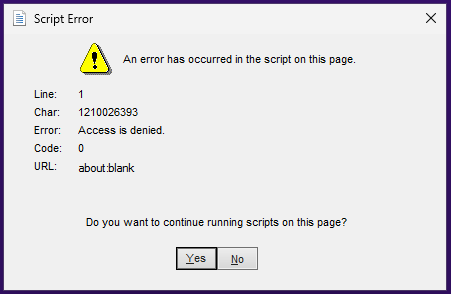 Script Error
An error has occurred in the script on this page.
Line: 1
Char: 1210026393
Error: Access is denied.
Code: 0
URL: about:blank
Do you want to continue running scripts on this page?
Yes No